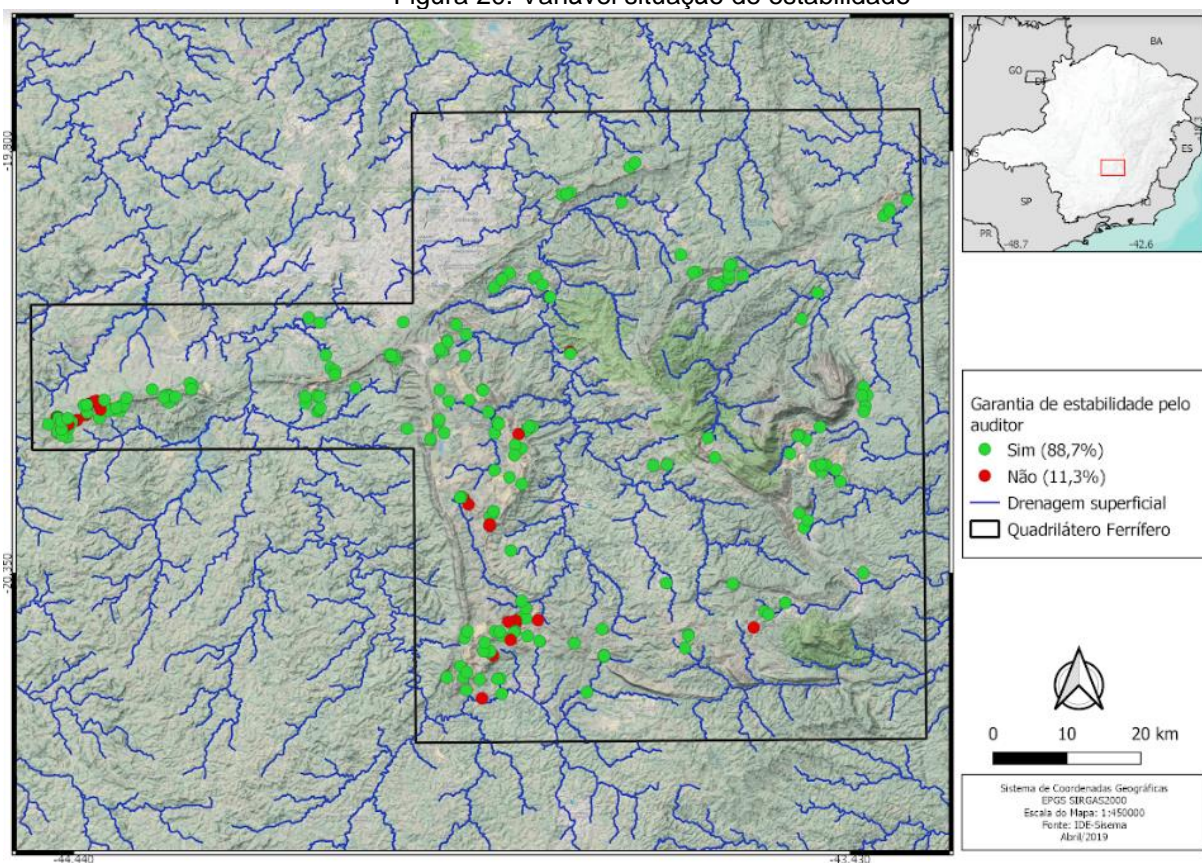 Figura 20: Variável situação de estabilidade
-19,800
-20,350
-44.440
-43.430
BA
GO
DF
ES
SP
PR
-48.7
-42.6
Garantia de estabilidade pelo
auditor
Sim (88,7%)
Não (11,3%)
Drenagem superficial
Quadrilátero Ferrífero
0 10 20 km
Sistema de Coordenadas Geográficas
EPGS SIRGAS2000
Escala do Mapa: 1:450000
Fonte: IDE-Sisema
Abril/2019